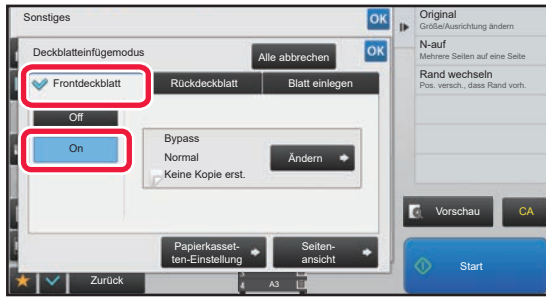 Sonstiges
OK
Deckblatteinfügemodus
Alle abbrechen
OK
Frontdeckblatt
Rückdeckblatt
Blatt einlegen
Off
On
Bypass
Normal
Keine Kopie erst.
Ändern
Papierkasset-
ten-Einstellung
Seiten-
ansicht
Zurück
4
A3
Original
Größe/Ausrichtung ändern
N-auf
Mehrere Seiten auf eine Seite
Rand wechseln
Pos. versch., dass Rand vorh.
Vorschau
CA
Start